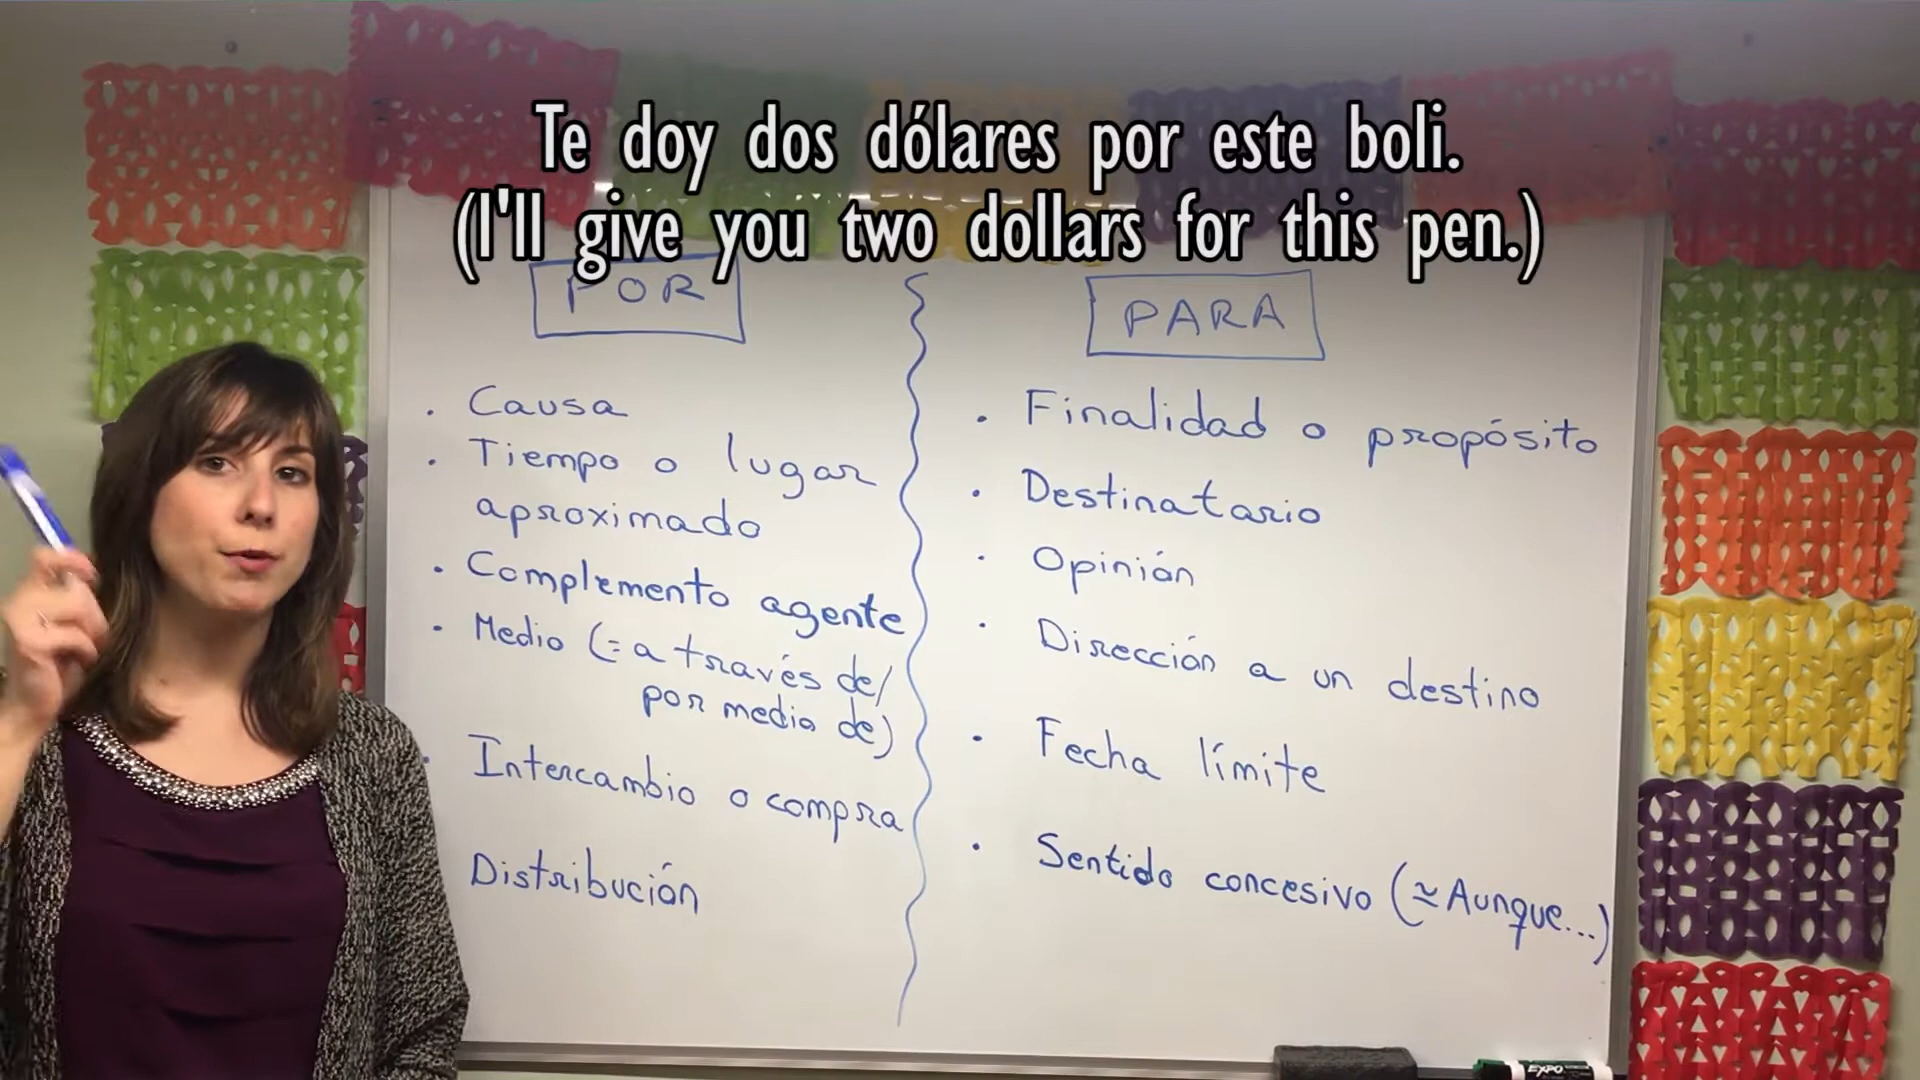 Te doy dos dólares por este boli.
(I'll give you two dollars for this pen.)
POR
· Causa
· Tiempo o lugar
aproximado
· Complemento agente
· Medio (= a través de/
por medio de)
· Intercambio o compra
Distribución
PARA
· Finalidad o propósito
· Destinatario
· Opinión
· Dirección a un destino
· Fecha límite
· Sentido concesivo (≈ Aunque...)
EXPO